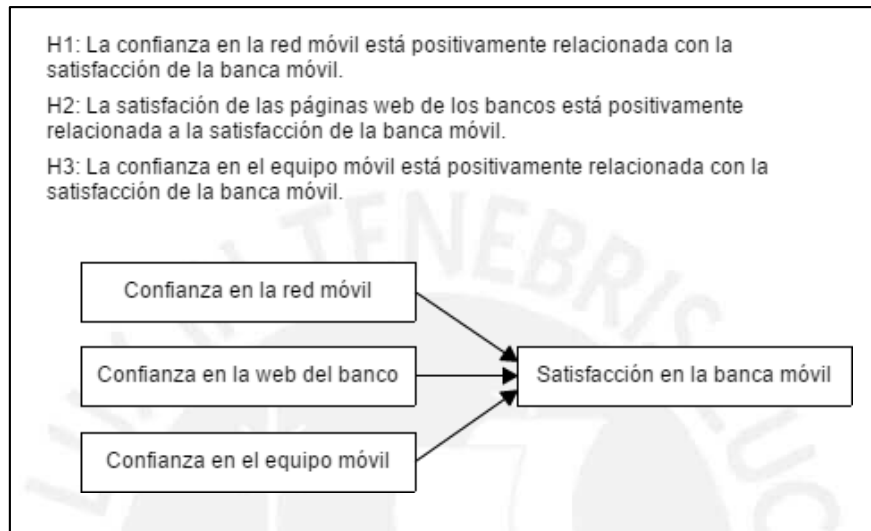 H1: La confianza en la red móvil está positivamente relacionada con la
satisfacción de la banca móvil.
H2: La satisfación de las páginas web de los bancos está positivamente
relacionada a la satisfacción de la banca móvil.
H3: La confianza en el equipo móvil está positivamente relacionada con la
satisfacción de la banca móvil.
TENEBRIS
Confianza en la red móvil
Confianza en la web del banco
Satisfacción en la banca móvil
Confianza en el equipo móvil